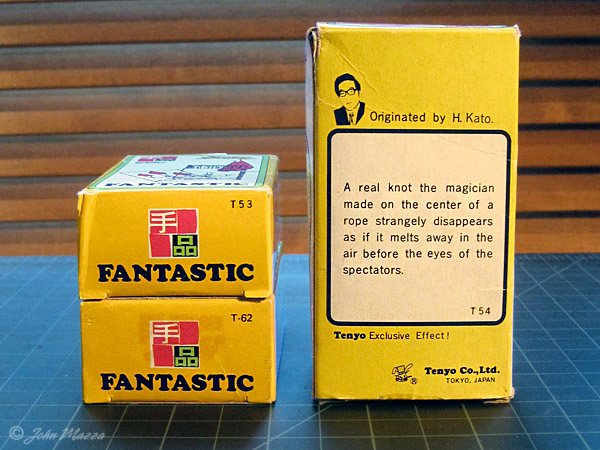 FANTASTIC
T53
手
品
FANTASTIC
T-62
手
品
FANTASTIC
Originated by H. Kato.
A real knot the magician
made on the center of a
rope strangely disappears
as if it melts away in the
air before the eyes of the
spectators.
T54
Tenyo Exclusive Effect!
®
Tenyo Co.,Ltd.
TOKYO, JAPAN
© John Mazza